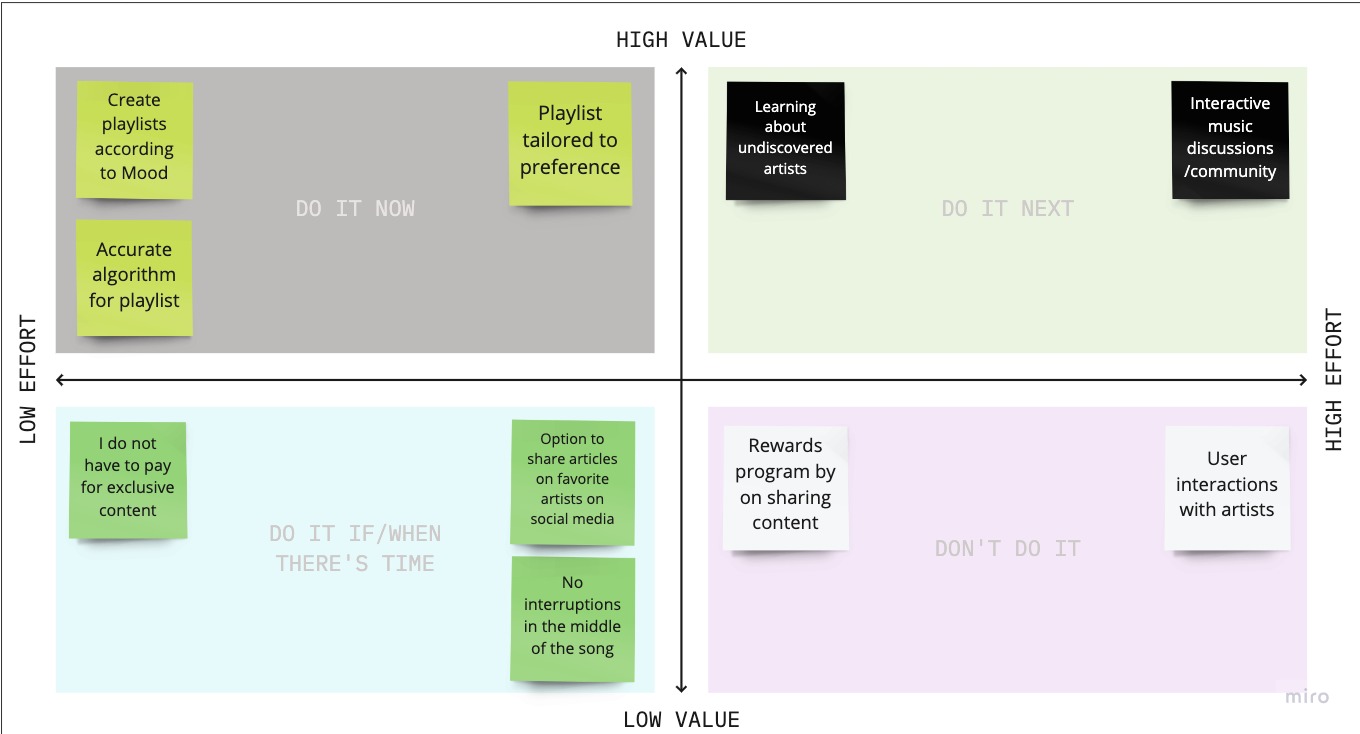 HIGH VALUE
Create
playlists
according
to Mood
Playlist
tailored to
preference
DO IT NOW
Accurate
algorithm
for playlist
Learning
about
undiscovered
artists
Interactive
music
discussions
/community
DO IT NEXT
LOW EFFORT
HIGH EFFORT
I do not
have to pay
for exclusive
content
Option to
share articles
on favorite
artists on
social media
DO IT IF/WHEN
THERE'S TIME
No
interruptions
in the middle
of the song
Rewards
program by
on sharing
content
User
interactions
with artists
DON'T DO IT
miro
LOW VALUE